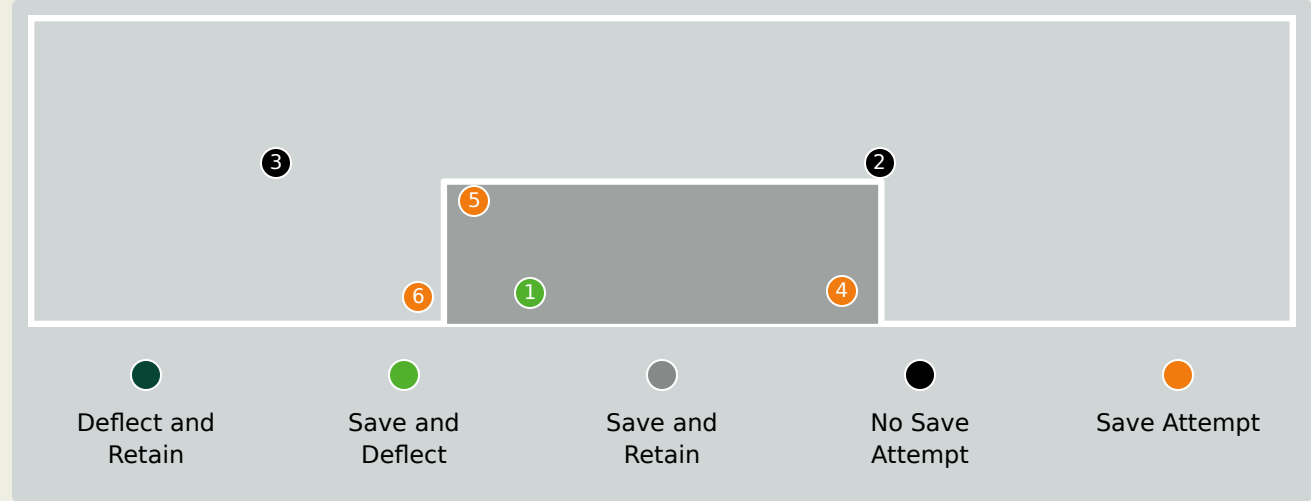 3
2
5
6
1
4
Deflect and
Retain
Save and
Deflect
Save and
Retain
No Save
Attempt
Save Attempt